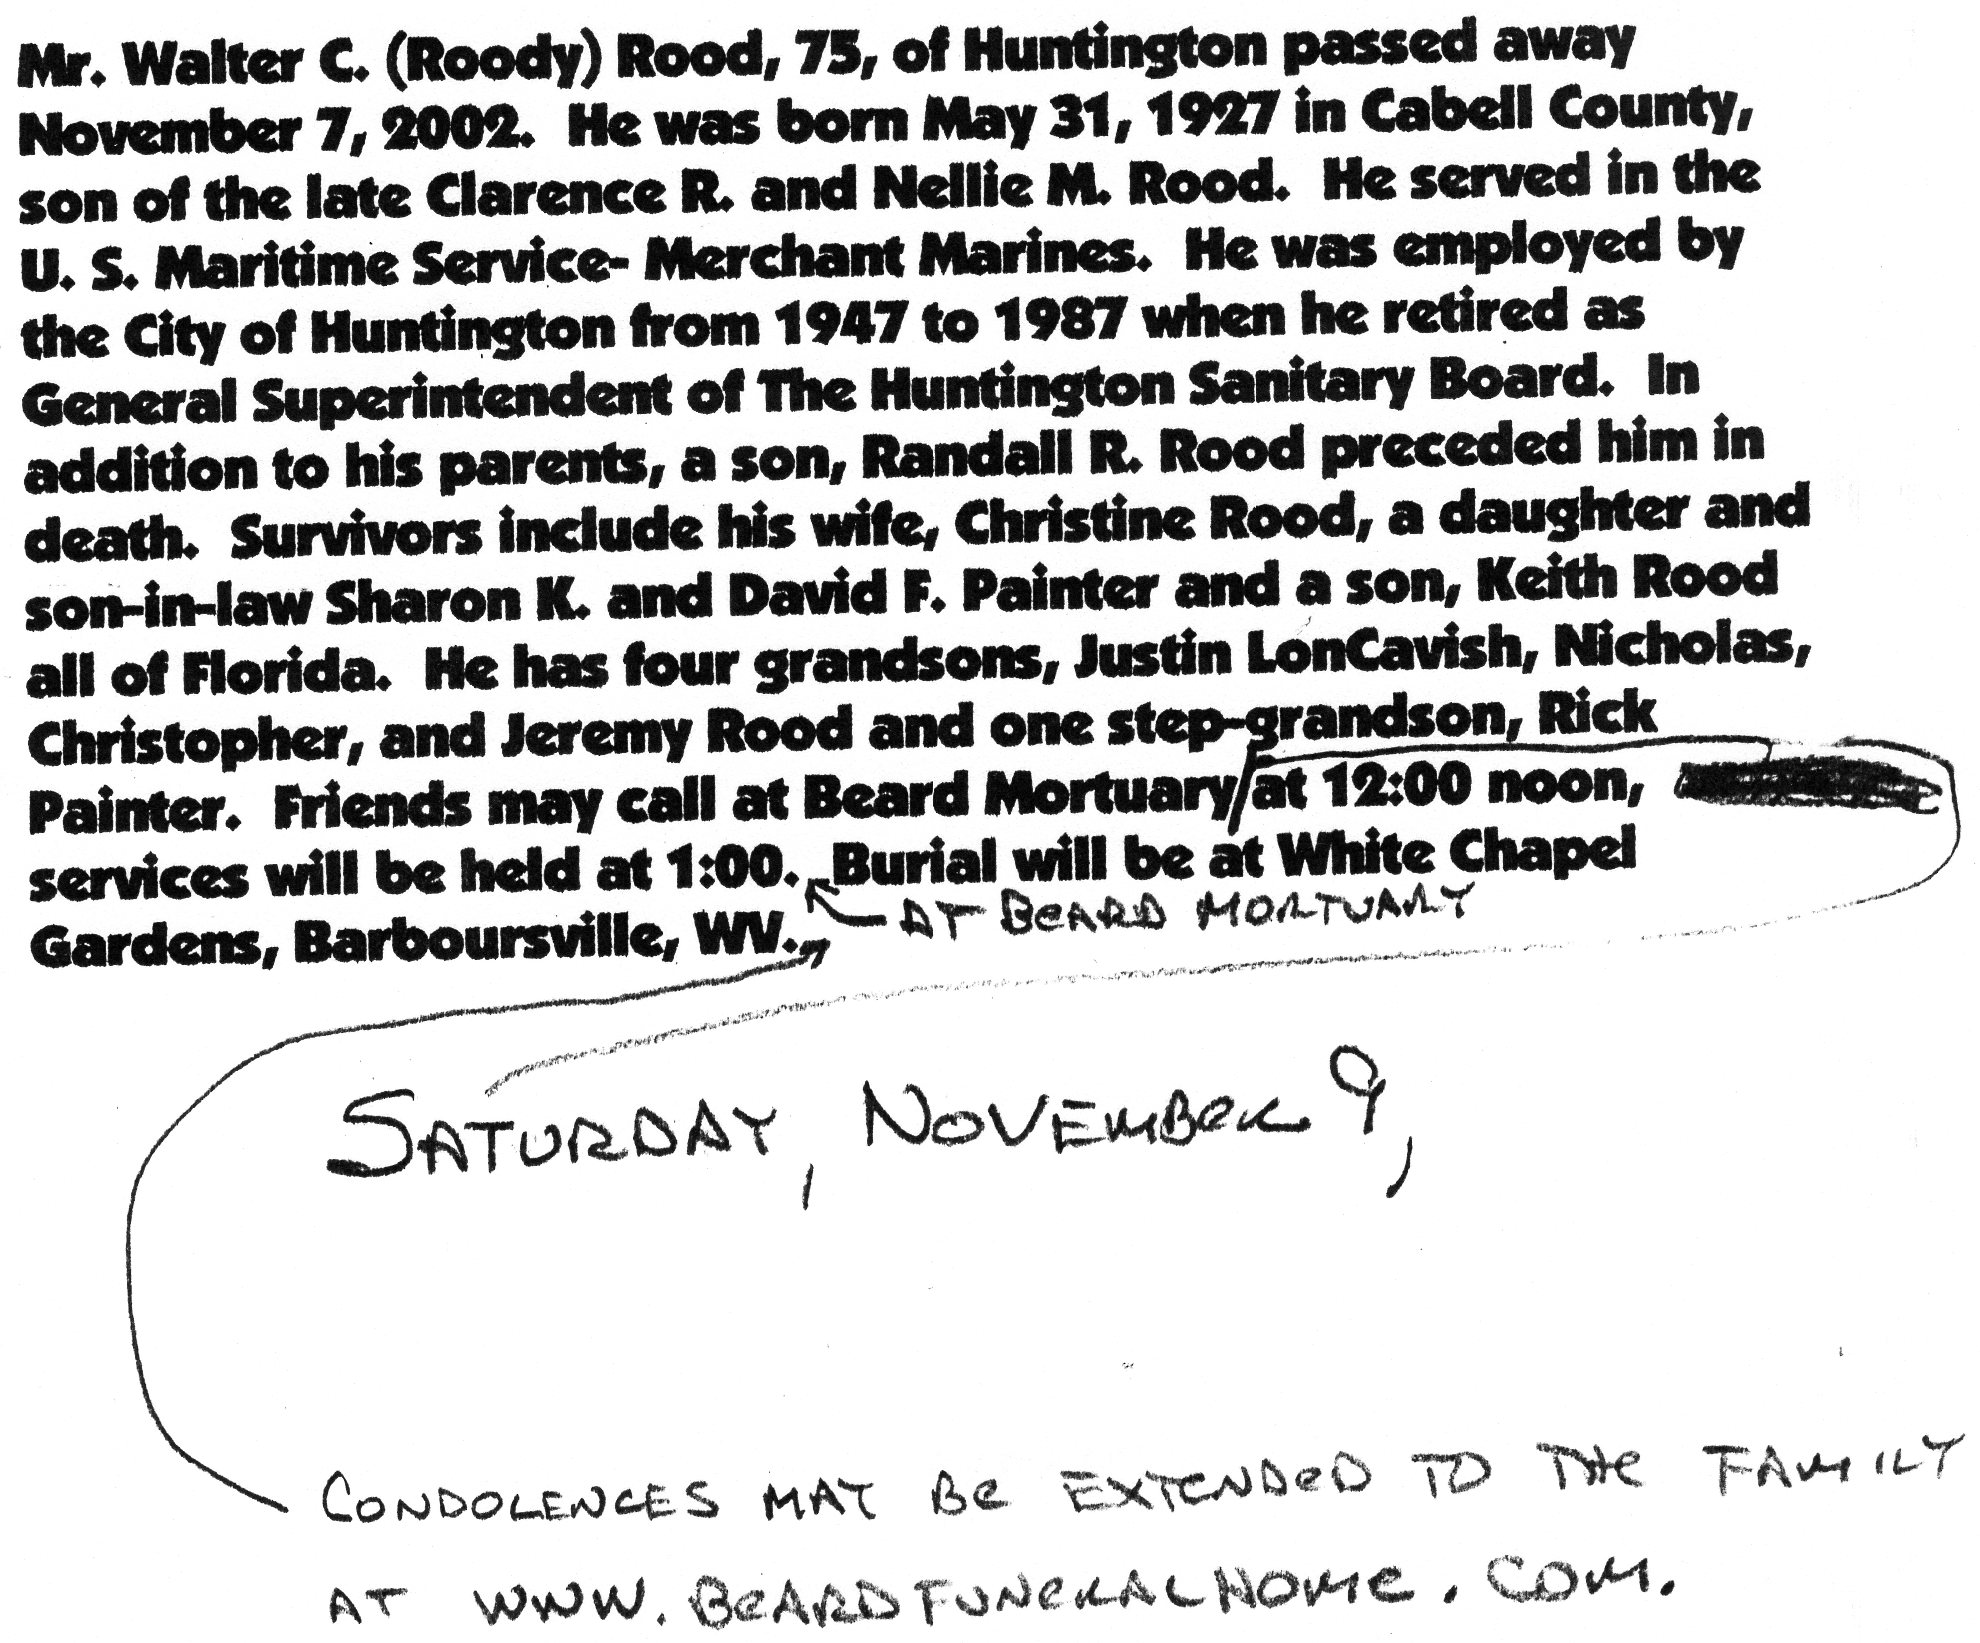 Mr. Walter C. (Roody) Rood, 75, of Huntington passed away
November 7, 2002.  He was born May 31, 1927 in Cabell County,
son of the late Clarence R. and Nellie M. Rood.  He served in the
U. S. Maritime Service- Merchant Marines.  He was employed by
the City of Huntington from 1947 to 1987 when he retired as
General Superintendent of The Huntington Sanitary Board.  In
addition to his parents, a son, Randall R. Rood preceded him in
death.  Survivors include his wife, Christine Rood, a daughter and
son-in-law Sharon K. and David F. Painter and a son, Keith Rood
all of Florida.  He has four grandsons, Justin LonCavish, Nicholas,
Christopher, and Jeremy Rood and one step-grandson, Rick
Painter.  Friends may call at Beard Mortuary/at 12:00 noon,
services will be held at 1:00.  Burial will be at White Chapel
AT BEARD MORTUARY
Gardens, Barboursville, WV.
SATURDAY, NOVEMBER 9,
CONDOLENCES MAY BE EXTENDED TO THE FAMILY
AT WWW.BEARDFUNERALHOME.COM.